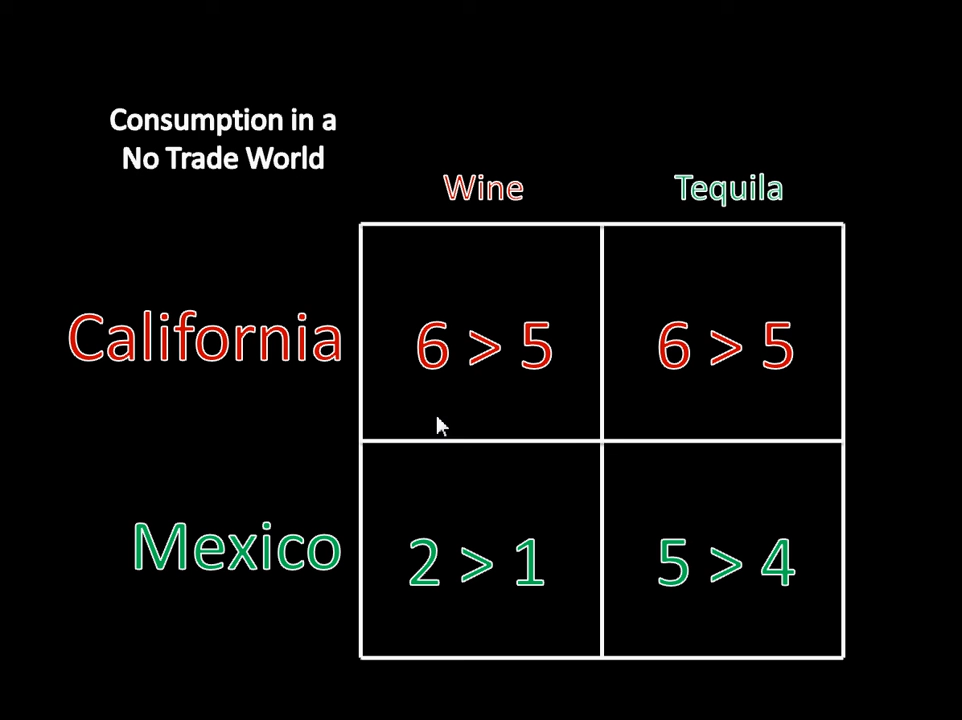 Consumption in a
No Trade World
Wine Tequila
California 6 > 5 6 > 5
Mexico 2 > 1 5 > 4